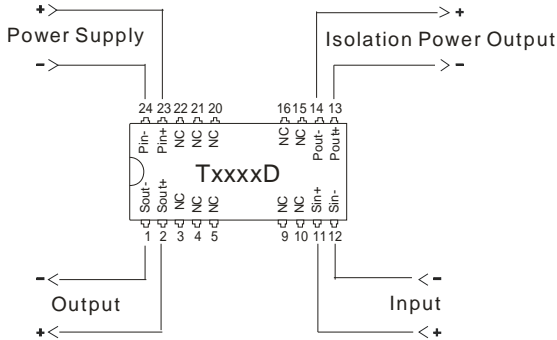 + +
Power Supply Isolation Power Output
- -
24 23 22 21 20 16 15 14 13
Pin- Pin+ NC NC NC NC NC Pout- Pout+
TxxxxD
Sout- Sout+ NC NC NC NC NC Sin+ Sin-
1 2 3 4 5 9 10 11 12
- -
Output Input
+ +